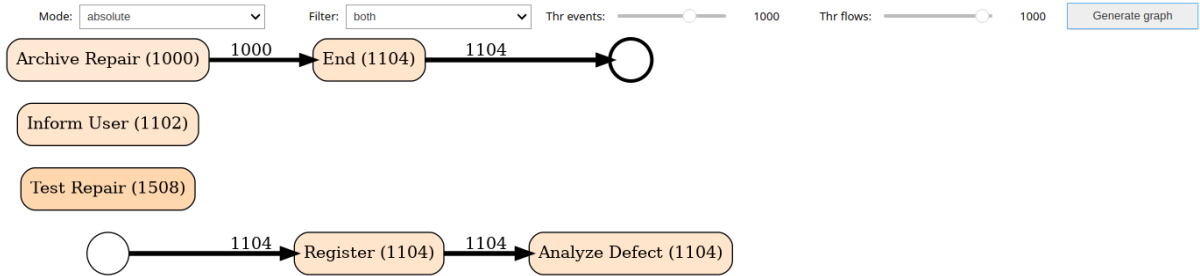 Mode: absolute Filter: both Thr events: 1000 Thr flows: 1000 Generate graph
Archive Repair (1000) 1000 End (1104) 1104
Inform User (1102)
Test Repair (1508)
1104 Register (1104) 1104 Analyze Defect (1104)